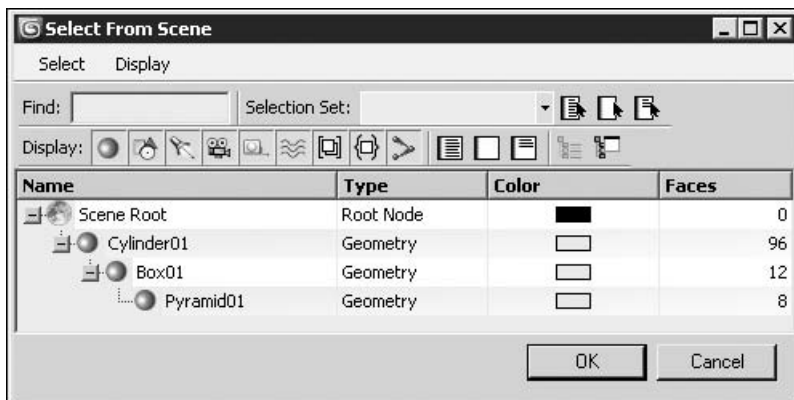 Select From Scene
Select Display
Find: Selection Set:
Display:
Name Type Color Faces
Scene Root Root Node 0
Cylinder01 Geometry 96
Box01 Geometry 12
Pyramid01 Geometry 8
OK Cancel